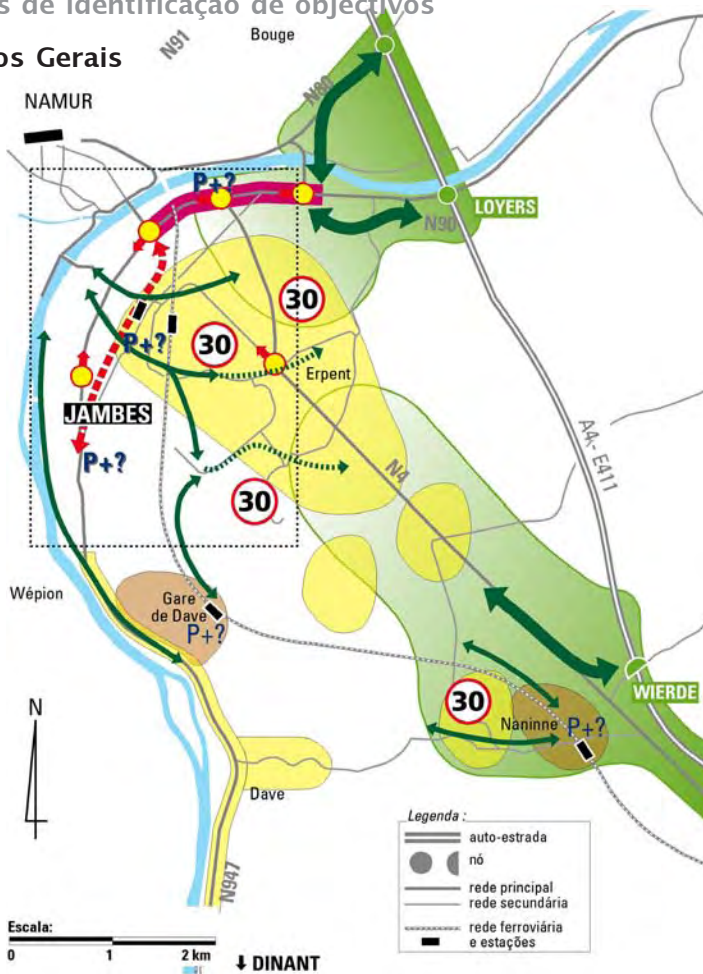 s de identificação de objectivos
os Gerais
N91
Bouge
NAMUR
N80
P+?
LOYERS
N90
30
30
P+?
Erpent
JAMBES
P+?
N4
A4 - E411
30
Wépion
Gare
de Dave
P+?
WIERDE
30
Naninne
P+?
N
Dave
N947
Legenda :
auto-estrada
nó
rede principal
rede secundária
rede ferroviária
e estações
Escala:
0 1 2 km
DINANT